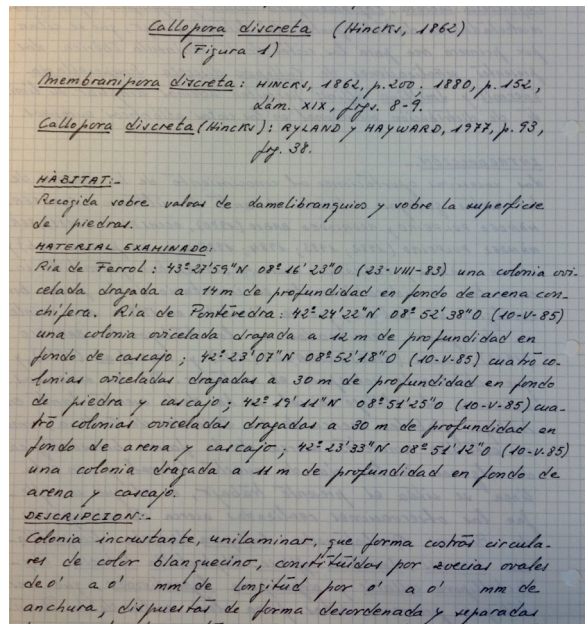 Callopora discreta (Hincks, 1862)
(Figura 1)
Membranipora discreta: HINCKS, 1862, p.200; 1880, p.152,
lám. XIX, figs. 8-9.
Callopora discreta (Hincks): RYLAND y HAYWARD, 1977, p.93,
fig. 38.
HÁBITAT:-
Recogida sobre valvas de lamelibranquios y sobre la superficie
de piedras.
MATERIAL EXAMINADO:
Ría de Ferrol: 43º27'59"N 08º16'23"O (23-VIII-83) una colonia ovi-
celada dragada a 14m de profundidad en fondo de arena con-
chífera. Ría de Pontevedra: 42º24'22"N 08º52'38"O (10-V-85)
una colonia ovicelada dragada a 12 m de profundidad en
fondo de cascajo; 42º23'07"N 08º52'18"O (10-V-85) cuatro co-
lonias oviceladas dragadas a 30 m de profundidad en fondo
de piedra y cascajo; 42º19'11"N 08º51'25"O (10-V-85) cua-
tro colonias oviceladas dragadas a 30 m de profundidad en
fondo de arena y cascajo; 42º23'33"N 08º51'12"O (10-V-85)
una colonia dragada a 11 m de profundidad en fondo de
arena y cascajo.
DESCRIPCION:-
Colonia incrustante, unilaminar, que forma costras circula-
res de color blanquecino, constituidas por zoecias ovales
de 0' a 0' mm de longitud por 0' a 0' mm de
anchura, dispuestas de forma desordenada y separadas